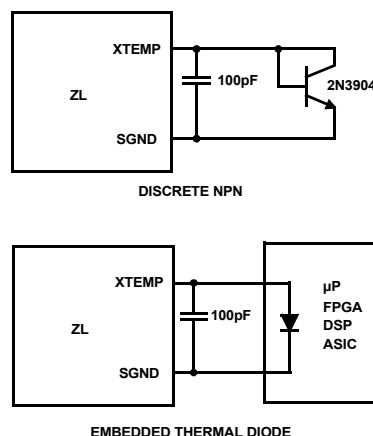 XTEMP
100pF
2N3904
ZL
SGND
DISCRETE NPN
XTEMP
µP
FPGA
DSP
ASIC
100pF
ZL
SGND
EMBEDDED THERMAL DIODE